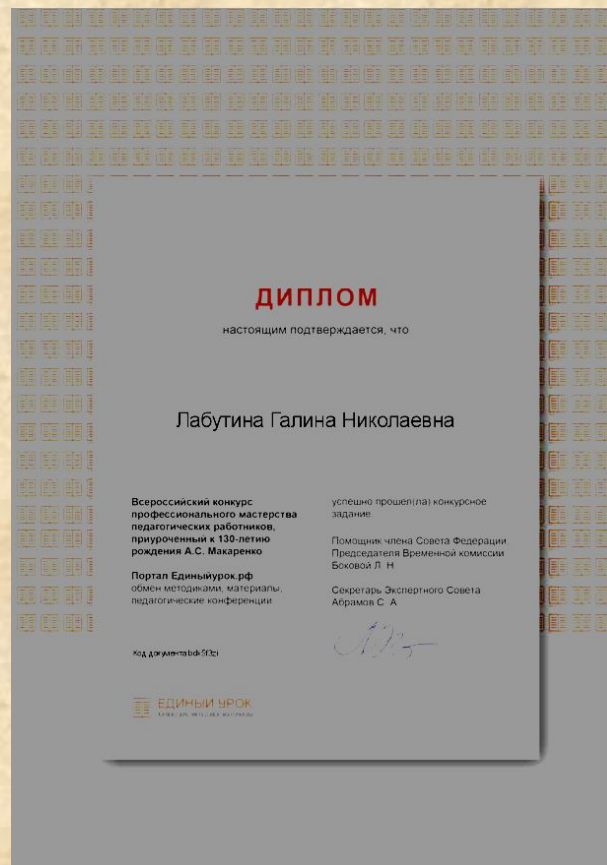 ДИПЛОМ
настоящим подтверждается, что
Лабутина Галина Николаевна
Всероссийский конкурс
профессионального мастерства
педагогических работников,
приуроченный к 130-летию
рождения А.С. Макаренко
Портал Единыйурок.рф
обмен методиками, материалы,
педагогические конференции
успешно прошел(ла) конкурсное
задание
Помощник члена Совета Федерации,
Председателя Временной комиссии
Боковой Л. Н.
Секретарь Экспертного Совета
Абрамов С. А.
Код документа
ЕДИНЫЙ УРОК